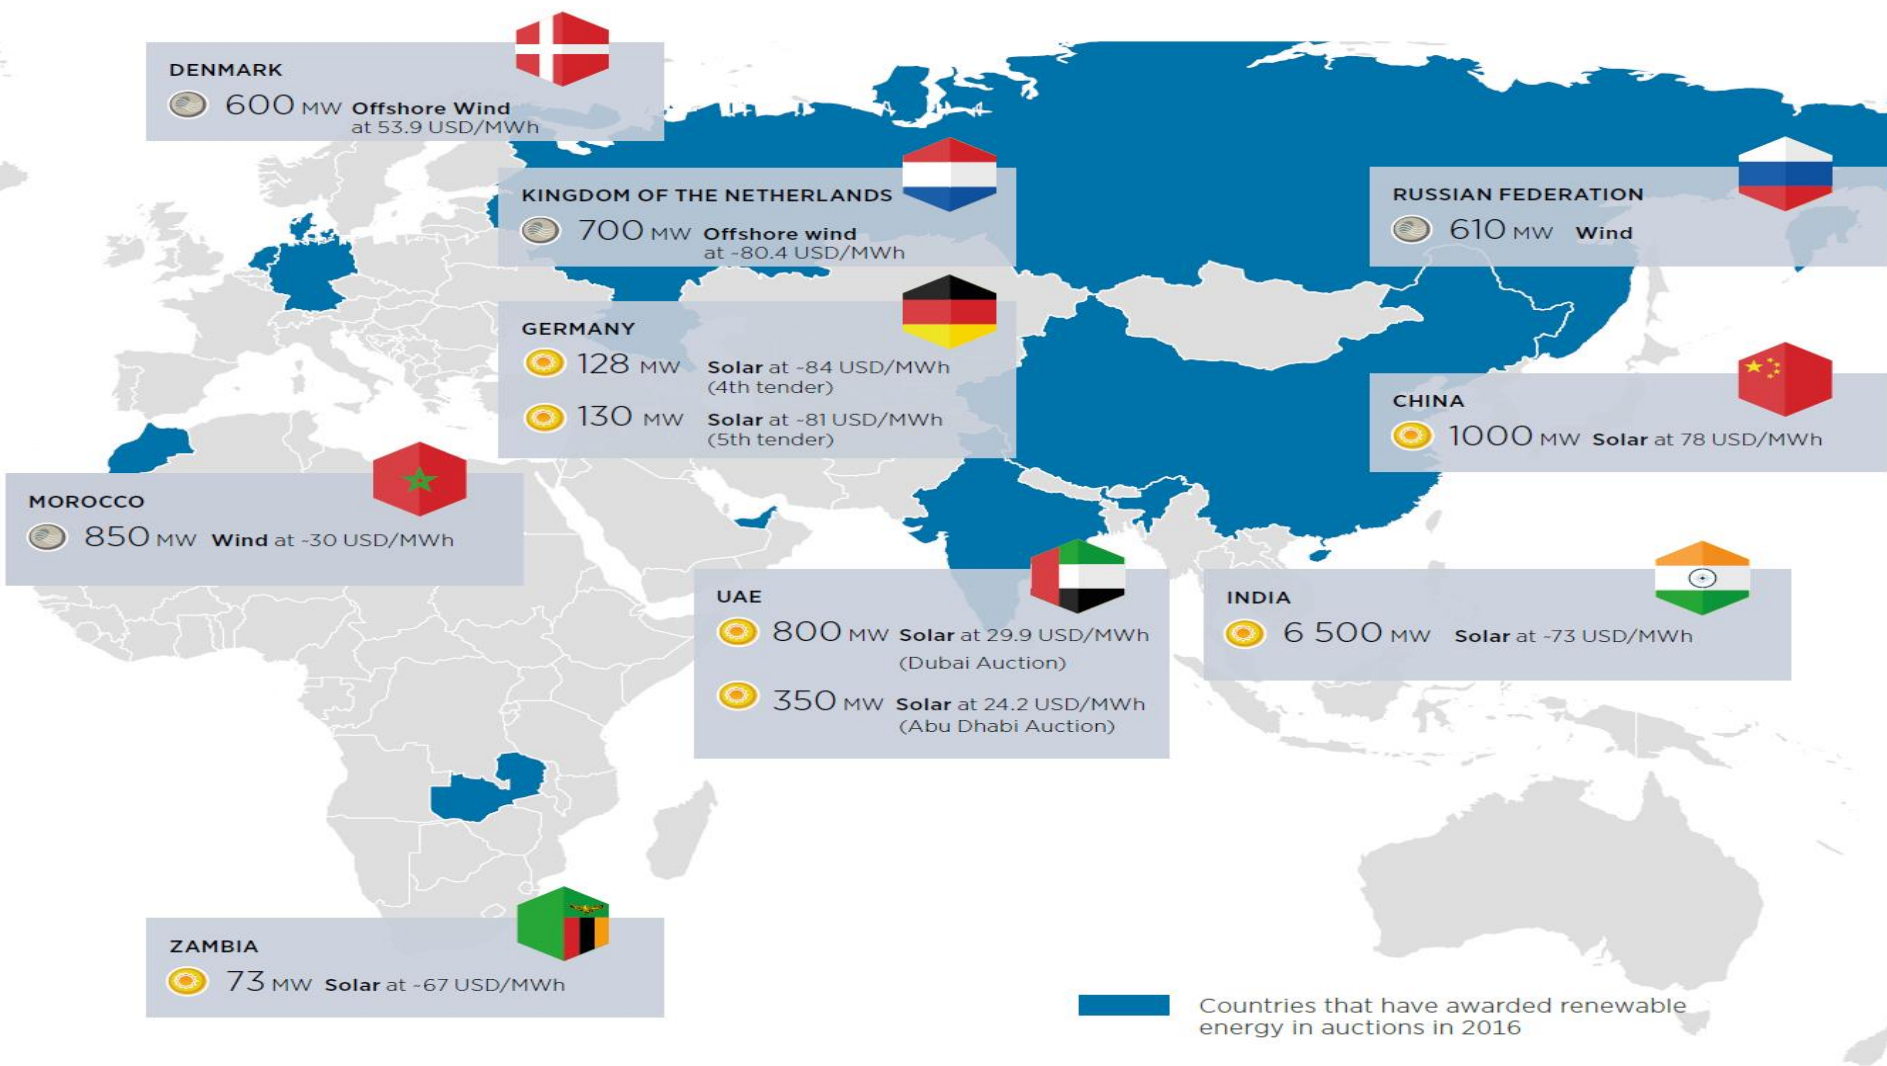 DENMARK
600 MW Offshore Wind
at 53.9 USD/MWh
KINGDOM OF THE NETHERLANDS
700 MW Offshore wind
at ~80.4 USD/MWh
RUSSIAN FEDERATION
610 MW Wind
GERMANY
128 MW Solar at ~84 USD/MWh
(4th tender)
130 MW Solar at ~81 USD/MWh
(5th tender)
CHINA
1000 MW Solar at 78 USD/MWh
MOROCCO
850 MW Wind at ~30 USD/MWh
UAE
800 MW Solar at 29.9 USD/MWh
(Dubai Auction)
350 MW Solar at 24.2 USD/MWh
(Abu Dhabi Auction)
INDIA
6 500 MW Solar at ~73 USD/MWh
ZAMBIA
73 MW Solar at ~67 USD/MWh
Countries that have awarded renewable
energy in auctions in 2016